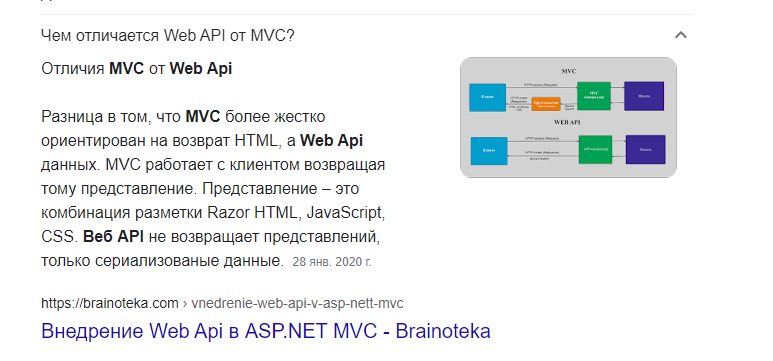 Чем отличается Web API от MVC?
Отличия MVC от Web Api
Разница в том, что MVC более жестко
ориентирован на возврат HTML, а Web Api
данных. MVC работает с клиентом возвращая
тому представление. Представление – это
комбинация разметки Razor HTML, JavaScript,
CSS. Веб API не возвращает представлений,
только сериализованые данные. 28 янв. 2020 г.
MVC
Клиент
MVC
контроллер
Модель
WEB API
Клиент
API контроллер
Модель
https://brainoteka.com › vnedrenie-web-api-v-asp-nett-mvc
Внедрение Web Api в ASP.NET MVC - Brainoteka